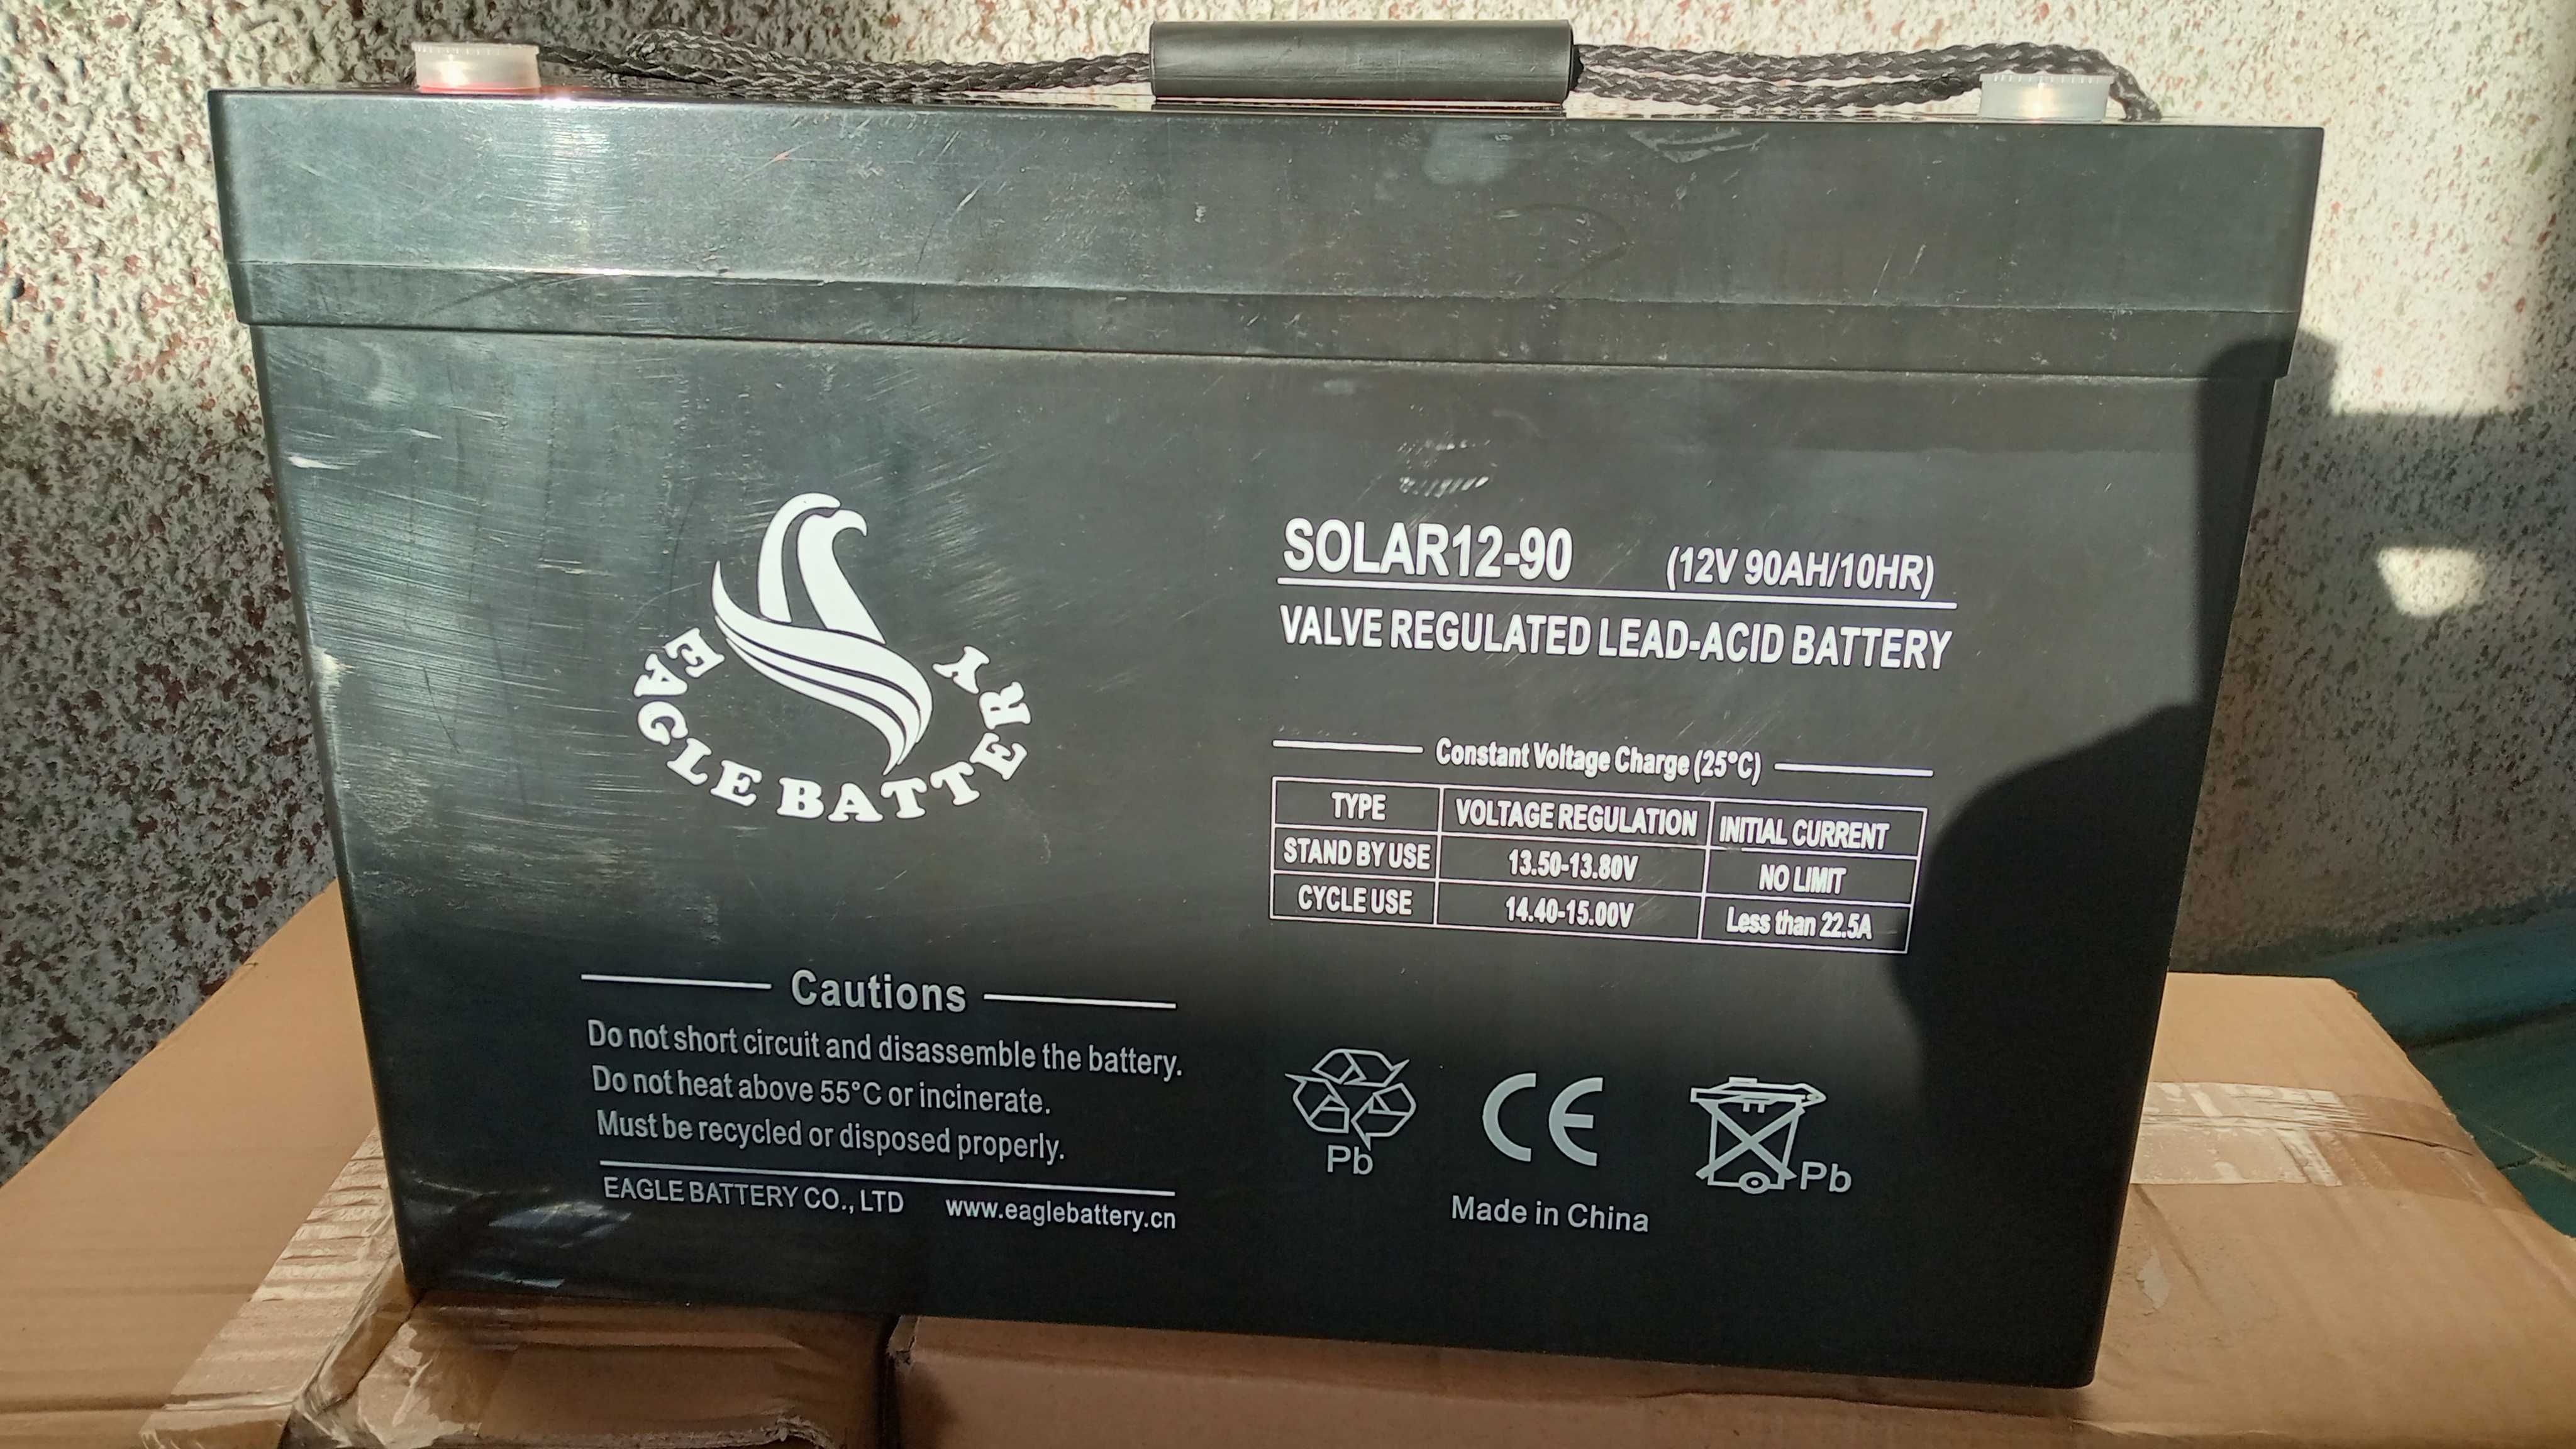 EAGLE BATTERY
SOLAR12-90 (12V 90AH/10HR)
VALVE REGULATED LEAD-ACID BATTERY
Constant Voltage Charge (25°C)
TYPE VOLTAGE REGULATION INITIAL CURRENT
STAND BY USE 13.50-13.80V NO LIMIT
CYCLE USE 14.40-15.00V Less than 22.5A
Cautions
Do not short circuit and disassemble the battery.
Do not heat above 55°C or incinerate.
Must be recycled or disposed properly.
EAGLE BATTERY CO., LTD www.eaglebattery.cn
Pb CE Pb
Made in China